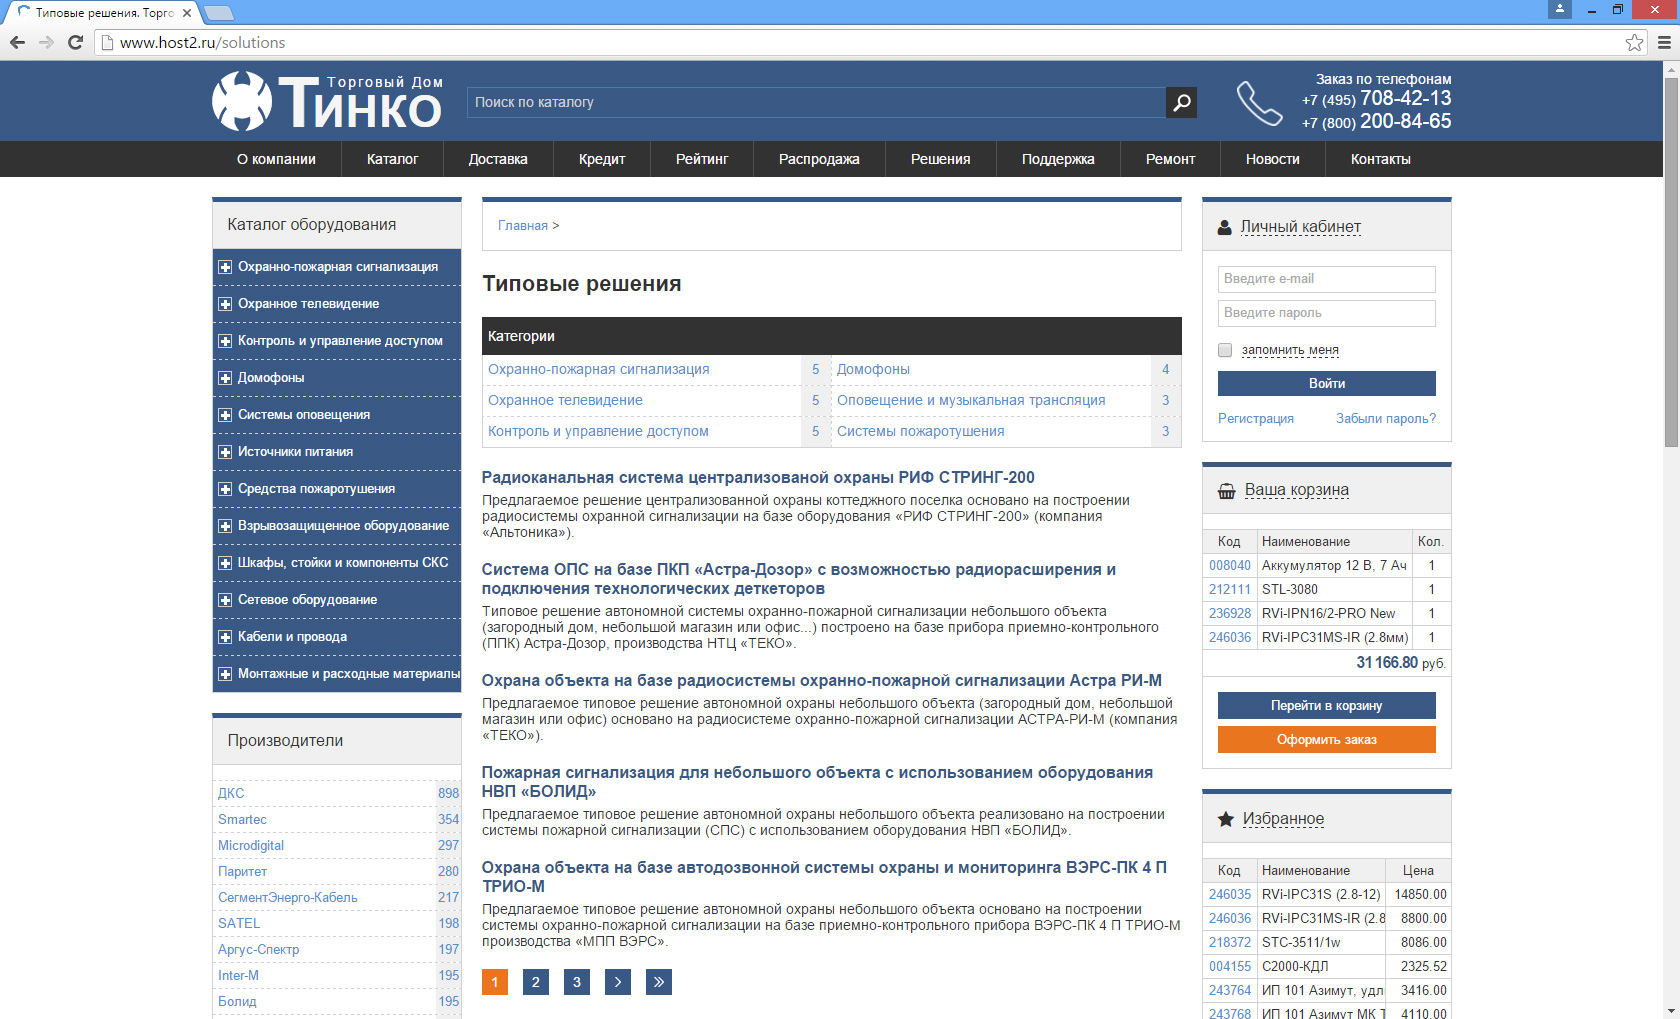 Типовые решения. Торго
www.host2.ru/solutions
Торговый Дом
Тинко
Поиск по каталогу
Заказ по телефонам
+7 (495) 708-42-13
+7 (800) 200-84-65
О компании Каталог Доставка Кредит Рейтинг Распродажа Решения Поддержка Ремонт Новости Контакты
Каталог оборудования
Охранно-пожарная сигнализация
Охранное телевидение
Контроль и управление доступом
Домофоны
Системы оповещения
Источники питания
Средства пожаротушения
Взрывозащищенное оборудование
Шкафы, стойки и компоненты СКС
Сетевое оборудование
Кабели и провода
Монтажные и расходные материалы
Производители
ДКС 898
Smartec 354
Microdigital 297
Паритет 280
СегментЭнерго-Кабель 217
SATEL 198
Аргус-Спектр 197
Inter-M 195
Болид 195
Главная >
Типовые решения
Категории
Охранно-пожарная сигнализация 5 Домофоны 4
Охранное телевидение 5 Оповещение и музыкальная трансляция 3
Контроль и управление доступом 5 Системы пожаротушения 3
Радиоканальная система централизованой охраны РИФ СТРИНГ-200
Предлагаемое решение централизованной охраны коттеджного поселка основано на построении
радиосистемы охранной сигнализации на базе оборудования «РИФ СТРИНГ-200» (компания
«Альтоника»).
Система ОПС на базе ПКП «Астра-Дозор» с возможностью радиорасширения и
подключения технологических деткеторов
Типовое решение автономной системы охранно-пожарной сигнализации небольшого объекта
(загородный дом, небольшой магазин или офис...) построено на базе прибора приемно-контрольного
(ППК) Астра-Дозор, производства НТЦ «ТЕКО».
Охрана объекта на базе радиосистемы охранно-пожарной сигнализации Астра РИ-М
Предлагаемое типовое решение автономной охраны небольшого объекта (загородный дом, небольшой
магазин или офис) основано на радиосистеме охранно-пожарной сигнализации АСТРА-РИ-М (компания
«ТЕКО»).
Пожарная сигнализация для небольшого объекта с использованием оборудования
НВП «БОЛИД»
Предлагаемое типовое решение автономной охраны небольшого объекта реализовано на построении
системы пожарной сигнализации (СПС) с использованием оборудования НВП «БОЛИД».
Охрана объекта на базе автодозвонной системы охраны и мониторинга ВЭРС-ПК 4 П
ТРИО-М
Предлагаемое типовое решение автономной охраны небольшого объекта основано на построении
системы охранно-пожарной сигнализации на базе приемно-контрольного прибора ВЭРС-ПК 4 П ТРИО-М
производства «МПП ВЭРС».
1 2 3
Личный кабинет
Введите e-mail
Введите пароль
запомнить меня
Войти
Регистрация Забыли пароль?
Ваша корзина
Код Наименование Кол.
008040 Аккумулятор 12 В, 7 Ач 1
212111 STL-3080 1
236928 RVi-IPN16/2-PRO New 1
246036 RVi-IPC31MS-IR (2.8мм) 1
31 166.80 руб.
Перейти в корзину
Оформить заказ
Избранное
Код Наименование Цена
246035 RVi-IPC31S (2.8-12) 14850.00
246036 RVi-IPC31MS-IR (2.8 8800.00
218372 STC-3511/1w 8086.00
004155 С2000-КДЛ 2325.52
243764 ИП 101 Азимут, удл 3416.00
243768 ИП 101 Азимут МК Т 4110.00